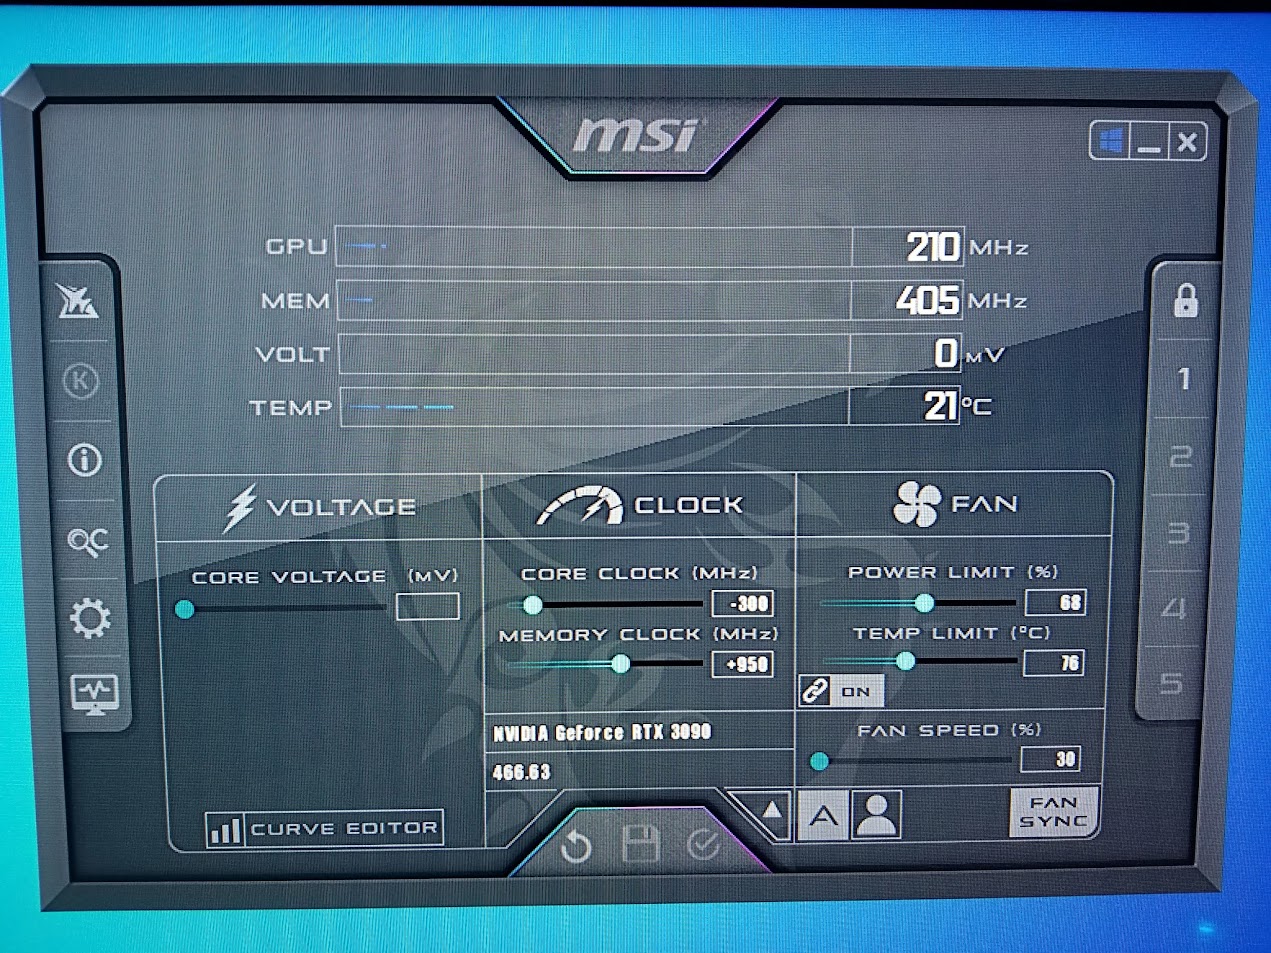 msi
GPU 210 MHz
MEM 405 MHz
VOLT 0 mV
TEMP 21 °C
K
i
OC
1
2
3
4
5
VOLTAGE
CORE VOLTAGE (MV)
CURVE EDITOR
CLOCK
CORE CLOCK (MHz)
-300
MEMORY CLOCK (MHz)
+950
NVIDIA GeForce RTX 3090
466.63
FAN
POWER LIMIT (%)
68
TEMP LIMIT (°C)
76
ON
FAN SPEED (%)
30
A
FAN
SYNC